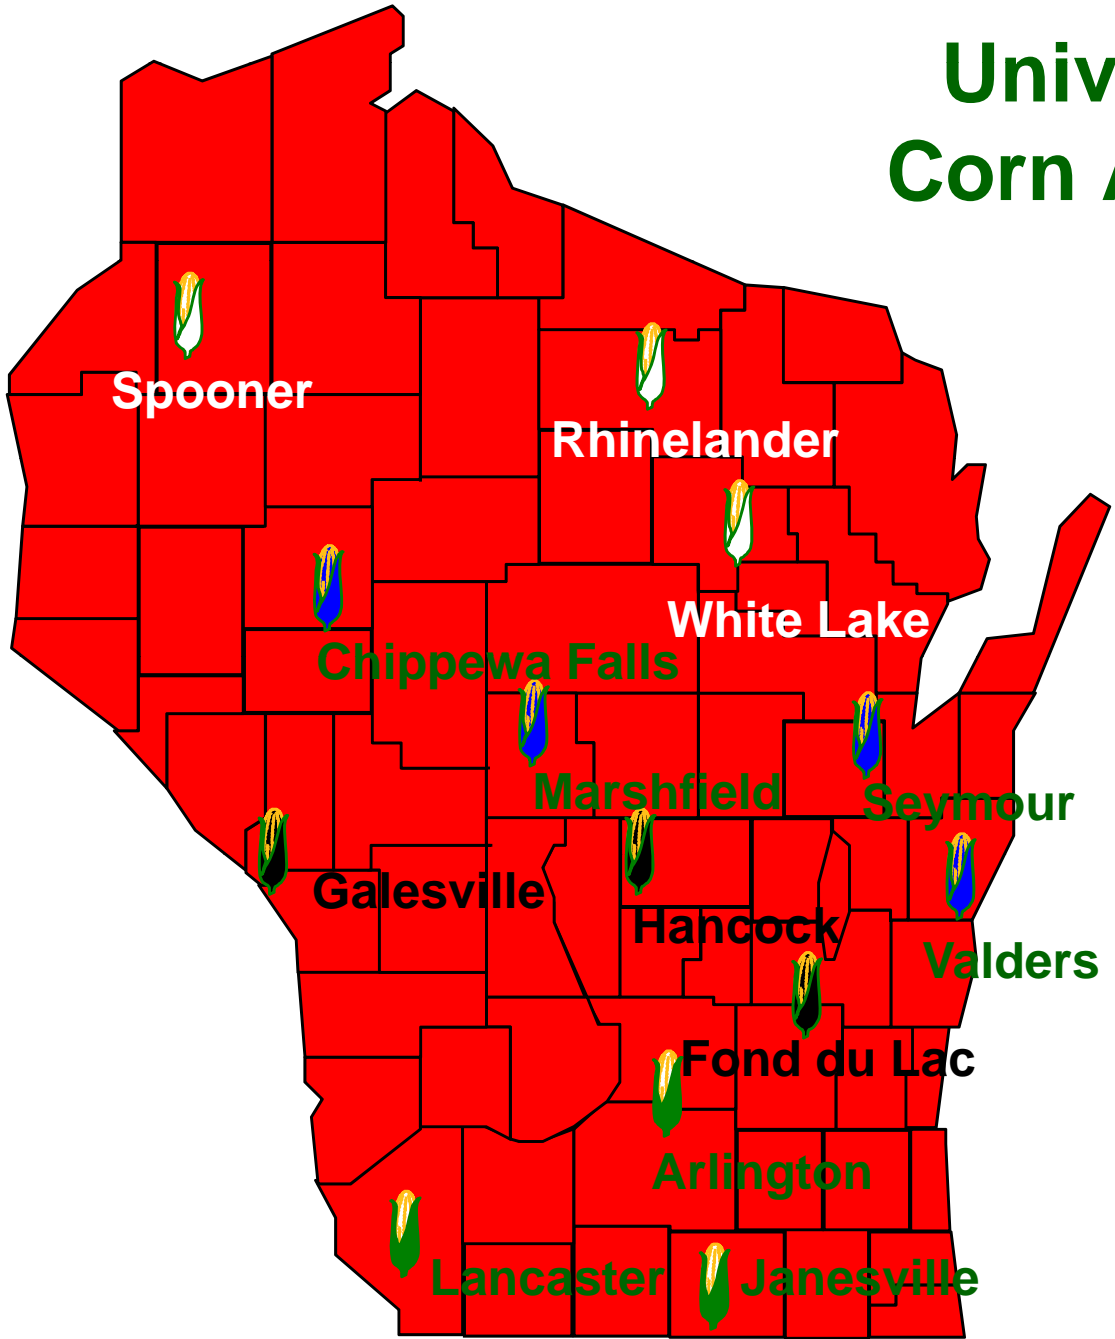 Univ
Corn A
Spooner
Rhinelander
White Lake
Chippewa Falls
Marshfield
Seymour
Galesville
Hancock
Valders
Fond du Lac
Arlington
Lancaster
Janesville